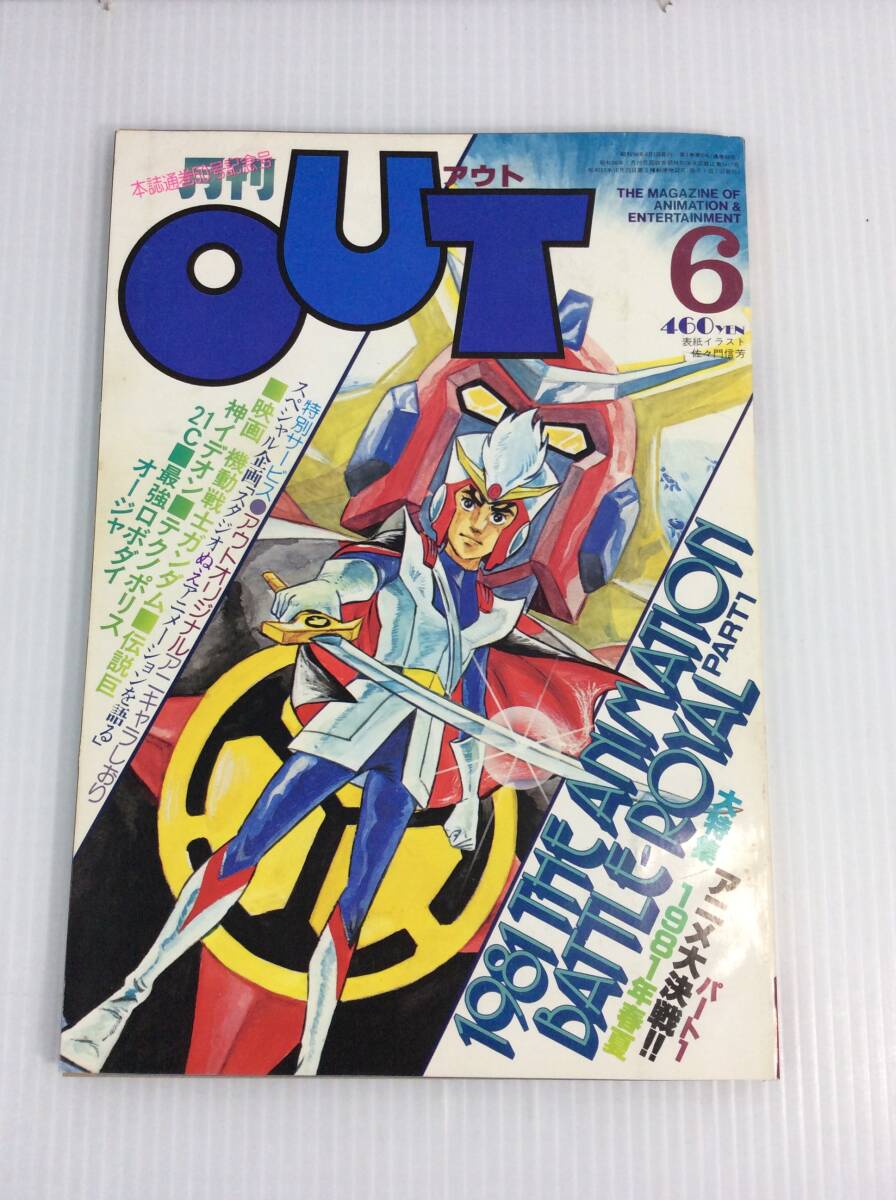 本誌通巻50号記念号
月刊
OUT
アウト
THE MAGAZINE OF
ANIMATION &
ENTERTAINMENT
6
460YEN
表紙イラスト
佐々門信芳
特別サービス●アウトオリジナルアニキャラしおり
スペシャル企画「スタジオぬえアニメーションを語る」
■映画 機動戦士ガンダム■伝説巨
神イデオン■テクノポリス
21C■最強ロボダイ
オージャ
1981 THE ANIMATION
BATTLE-ROYAL PART1
大特集 アニメ大決戦!!
パート1
1981年春夏